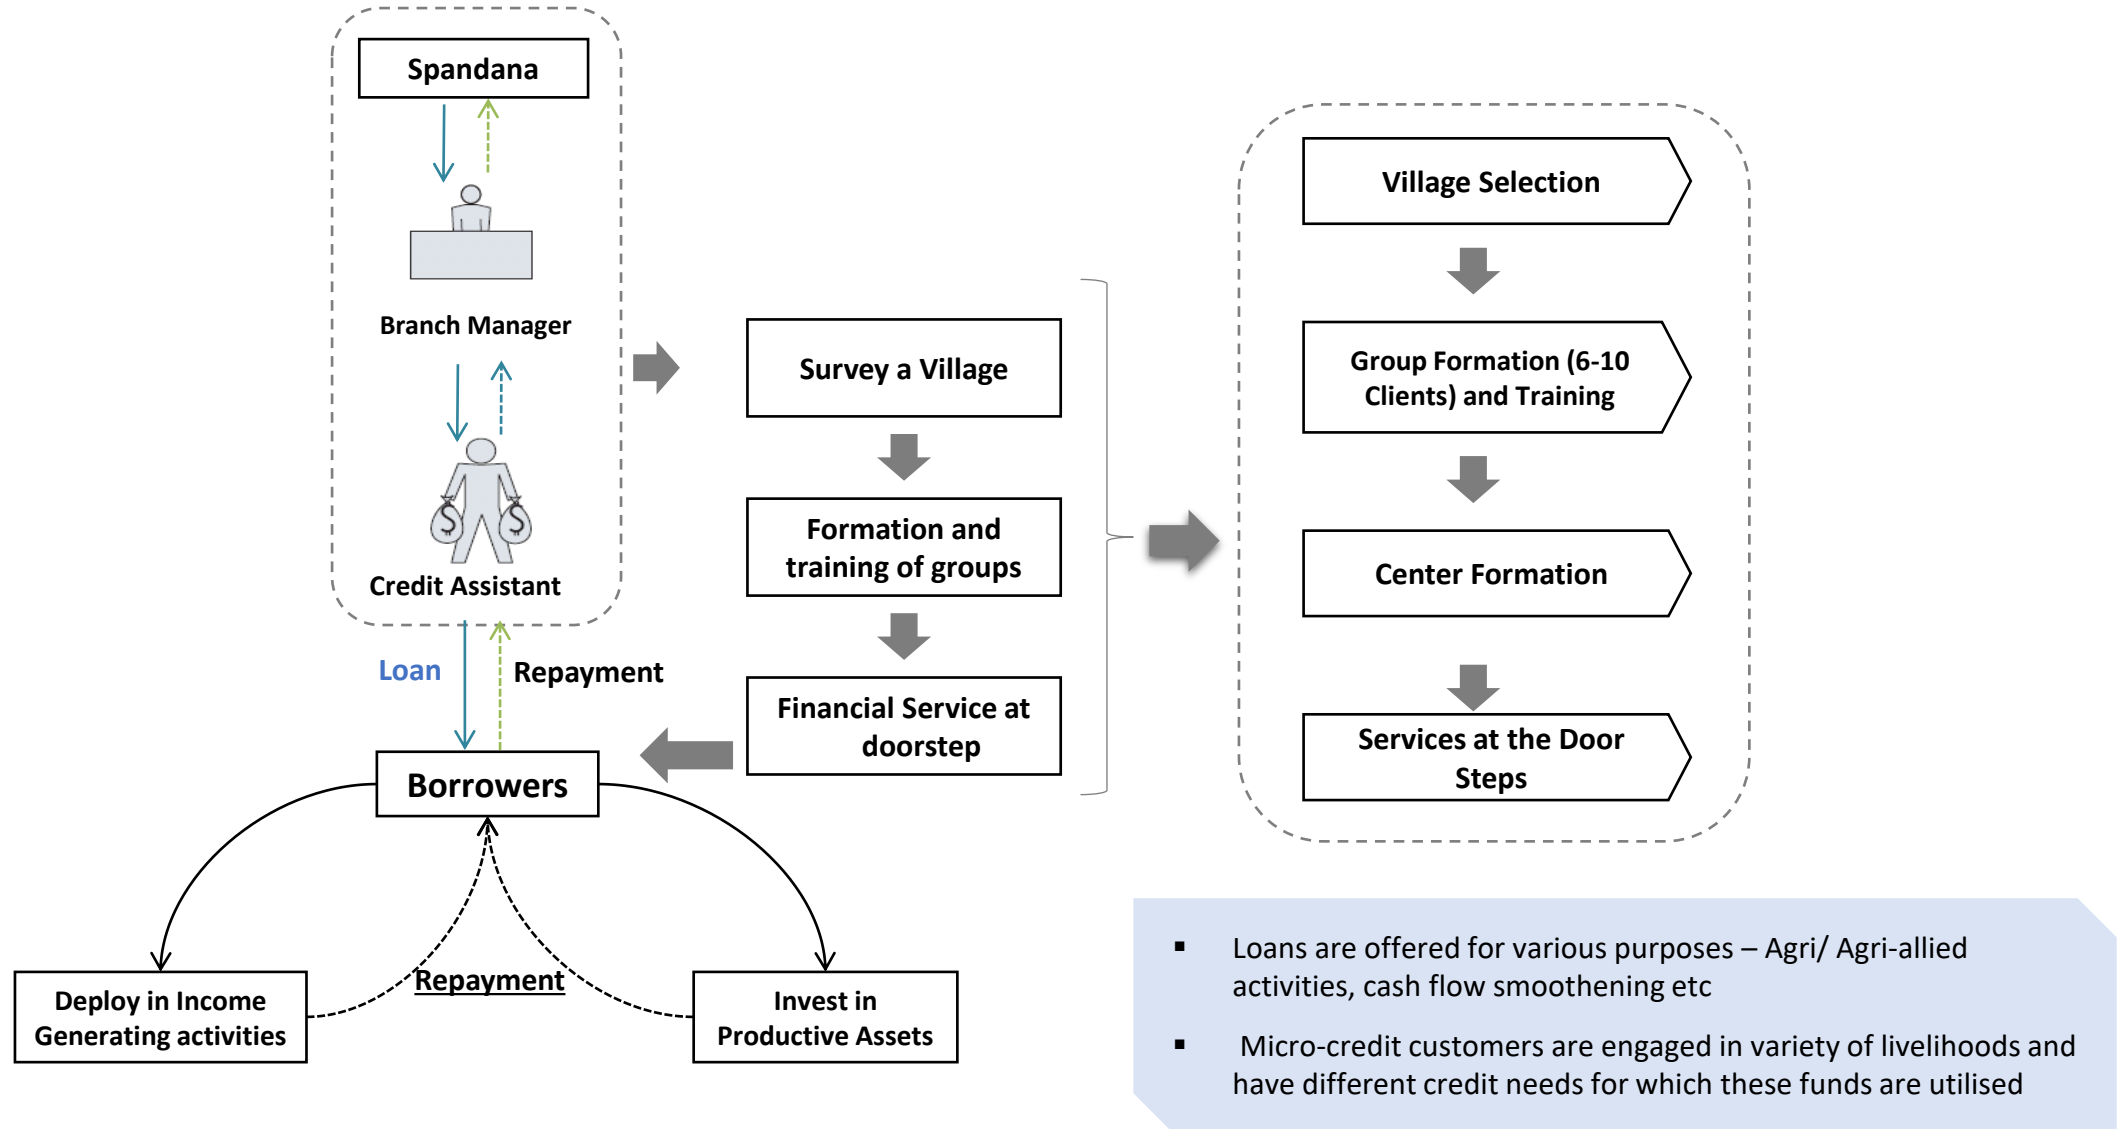 Spandana
Branch Manager
Credit Assistant
Loan
Repayment
Borrowers
Repayment
Deploy in Income
Generating activities
Invest in
Productive Assets
Survey a Village
Formation and
training of groups
Financial Service at
doorstep
Village Selection
Group Formation (6-10
Clients) and Training
Center Formation
Services at the Door
Steps
▪ Loans are offered for various purposes – Agri/ Agri-allied
activities, cash flow smoothening etc
▪ Micro-credit customers are engaged in variety of livelihoods and
have different credit needs for which these funds are utilised